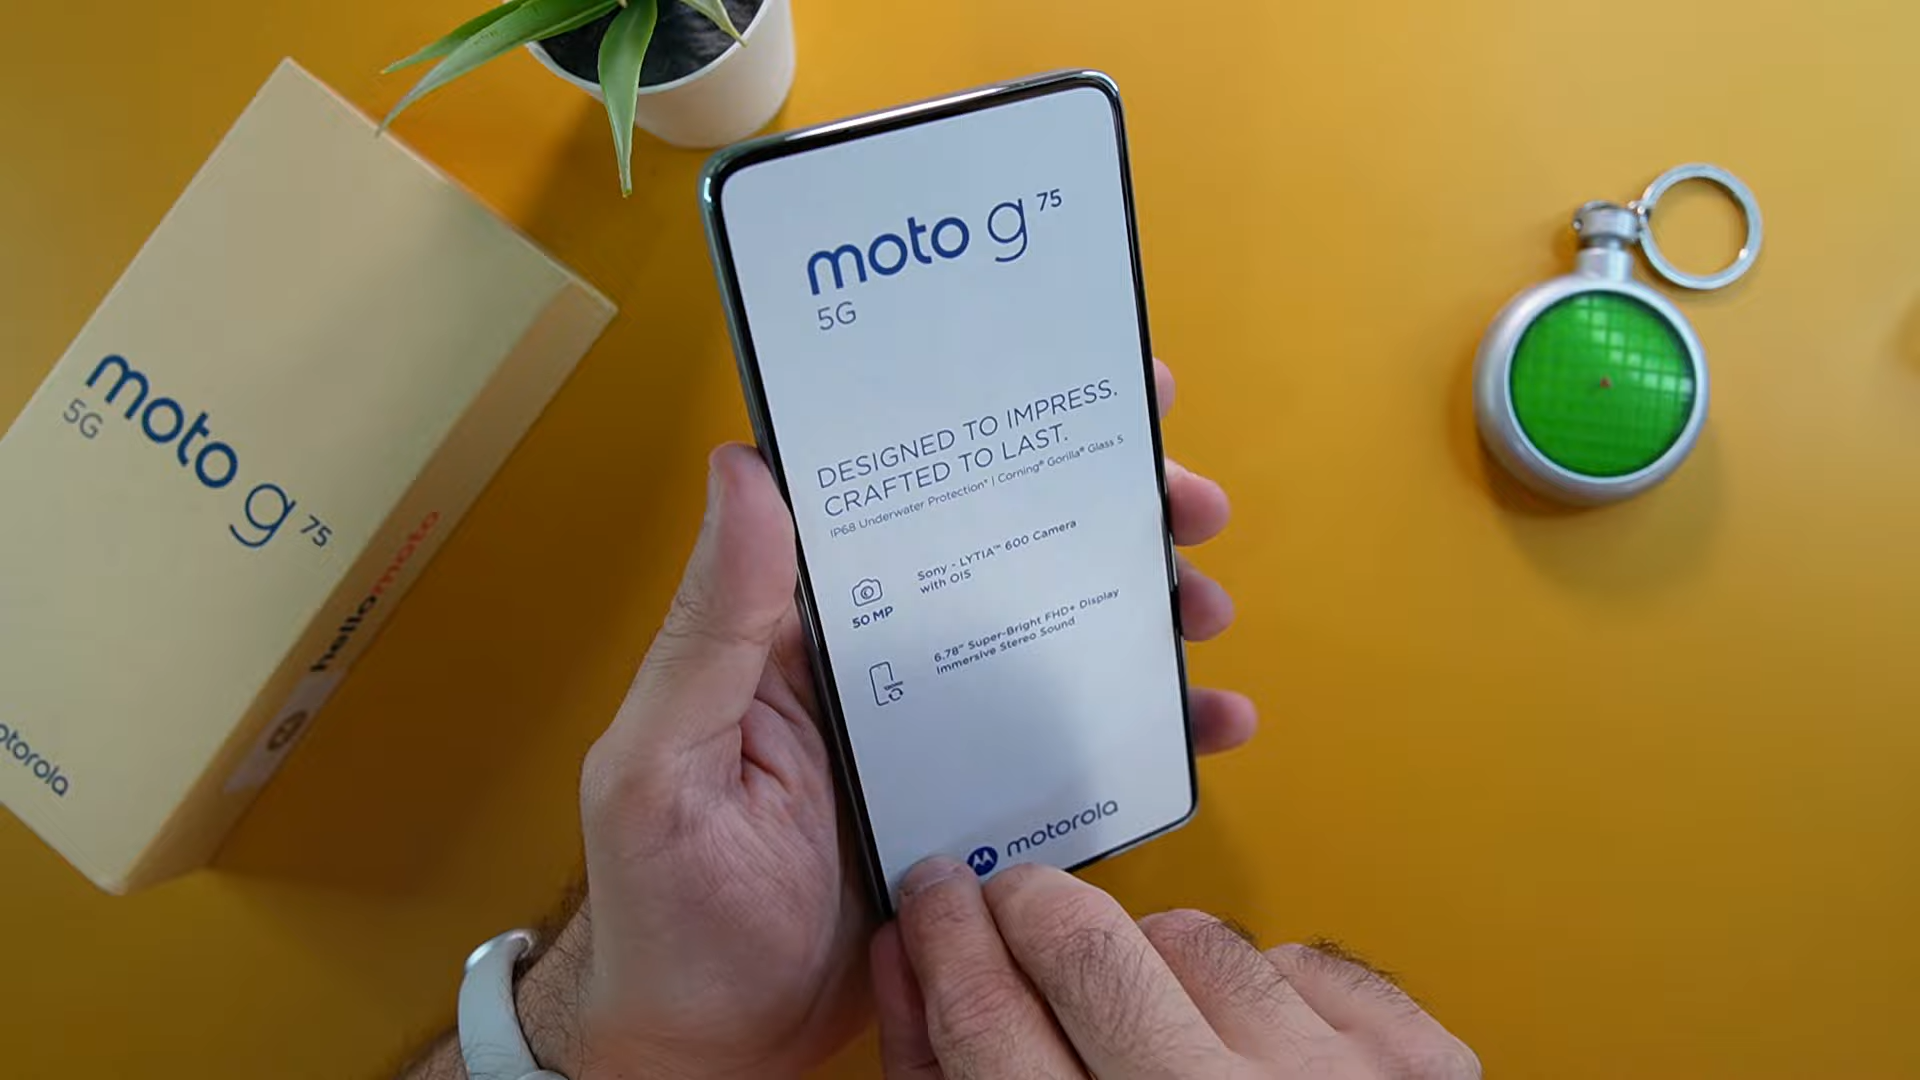 moto g 75
5G
hellomoto
motorola
moto g 75
5G
DESIGNED TO IMPRESS.
CRAFTED TO LAST.
IP68 Underwater Protection* | Corning® Gorilla® Glass 5
50 MP
Sony - LYTIA™ 600 Camera
with OIS
6.78" Super-Bright FHD+ Display
Immersive Stereo Sound
motorola